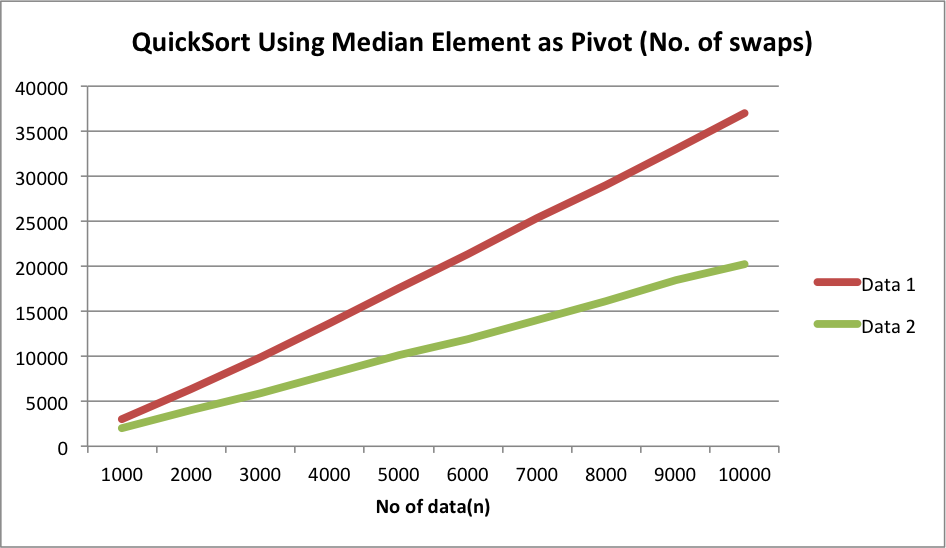 QuickSort Using Median Element as Pivot (No. of swaps)
40000
35000
30000
25000
20000
15000
10000
5000
0
1000 2000 3000 4000 5000 6000 7000 8000 9000 10000
No of data(n)
Data 1
Data 2